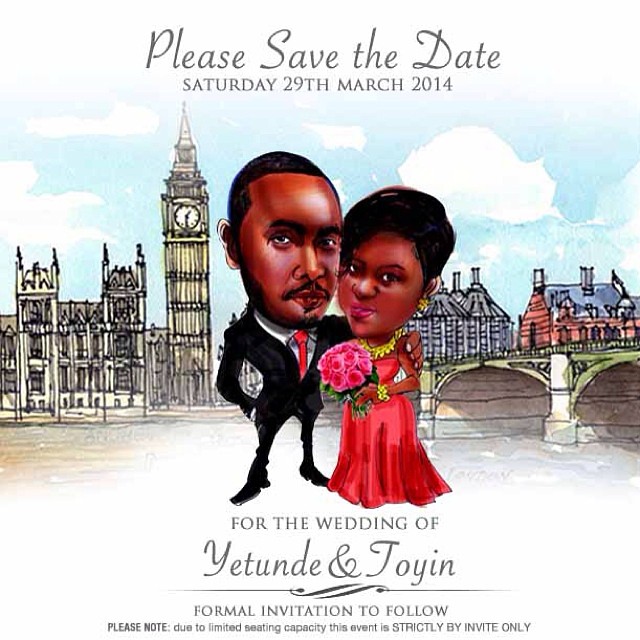 Please Save the Date
SATURDAY 29TH MARCH 2014
LONDON
FOR THE WEDDING OF
Yetunde & Toyin
FORMAL INVITATION TO FOLLOW
PLEASE NOTE: due to limited seating capacity this event is STRICTLY BY INVITE ONLY